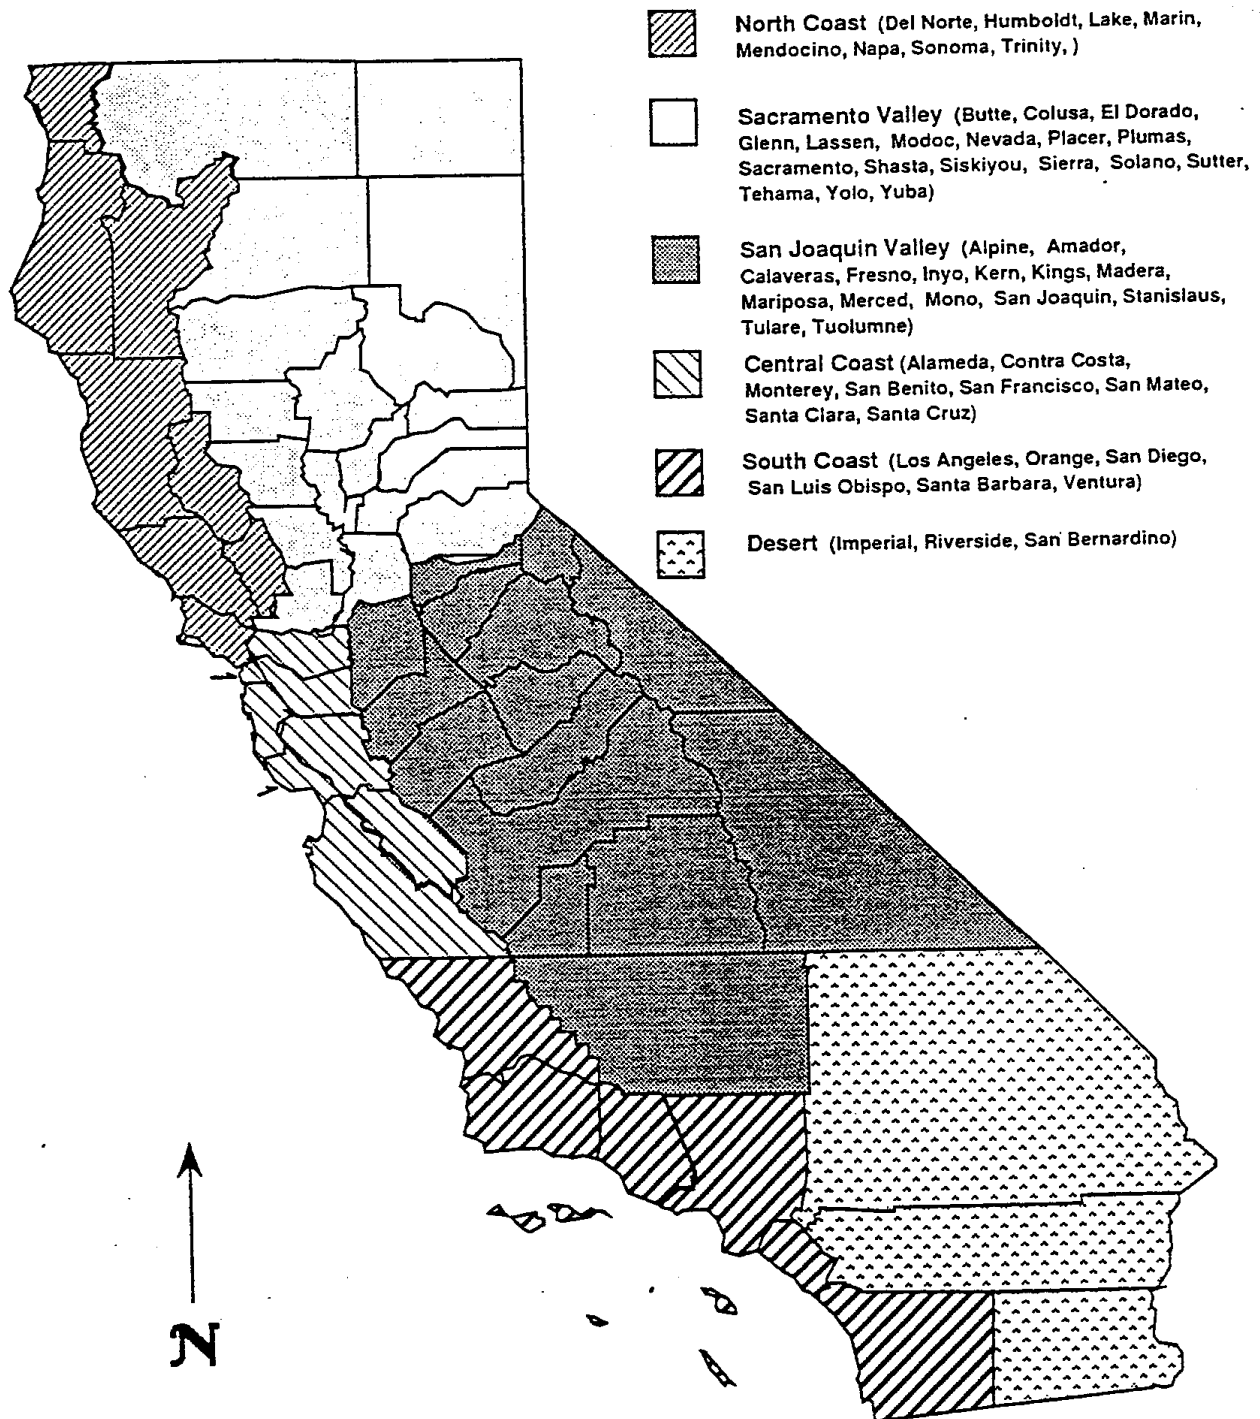 North Coast (Del Norte, Humboldt, Lake, Marin,
Mendocino, Napa, Sonoma, Trinity, )
Sacramento Valley (Butte, Colusa, El Dorado,
Glenn, Lassen, Modoc, Nevada, Placer, Plumas,
Sacramento, Shasta, Siskiyou, Sierra, Solano, Sutter,
Tehama, Yolo, Yuba)
San Joaquin Valley (Alpine, Amador,
Calaveras, Fresno, Inyo, Kern, Kings, Madera,
Mariposa, Merced, Mono, San Joaquin, Stanislaus,
Tulare, Tuolumne)
Central Coast (Alameda, Contra Costa,
Monterey, San Benito, San Francisco, San Mateo,
Santa Clara, Santa Cruz)
South Coast (Los Angeles, Orange, San Diego,
San Luis Obispo, Santa Barbara, Ventura)
Desert (Imperial, Riverside, San Bernardino)
N